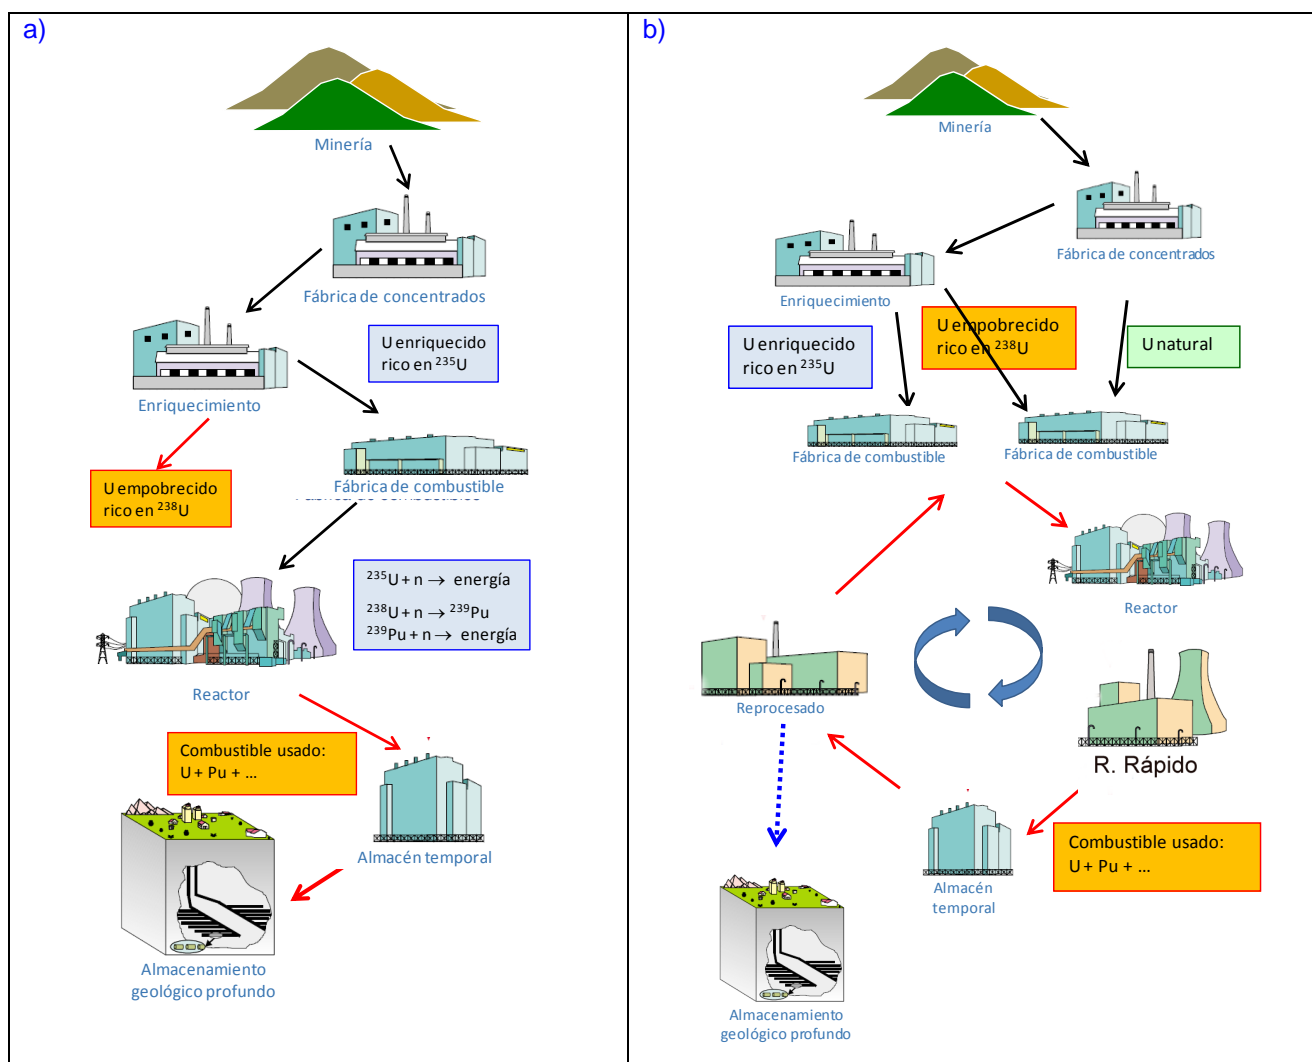 a)
Minería
Fábrica de concentrados
U enriquecido
rico en ²³⁵U
Enriquecimiento
U empobrecido
rico en ²³⁸U
Fábrica de combustible
Fábrica de combustibles
²³⁵U + n → energía
²³⁸U + n → ²³⁹Pu
²³⁹Pu + n → energía
Reactor
Combustible usado:
U + Pu + ...
Almacén temporal
Almacenamiento
geológico profundo
b)
Minería
Fábrica de concentrados
Enriquecimiento
U enriquecido
rico en ²³⁵U
U empobrecido
rico en ²³⁸U
U natural
Fábrica de combustible
Fábrica de combustible
Reactor
Reprocesado
R. Rápido
Combustible usado:
U + Pu + ...
Almacén
temporal
Almacenamiento
geológico profundo